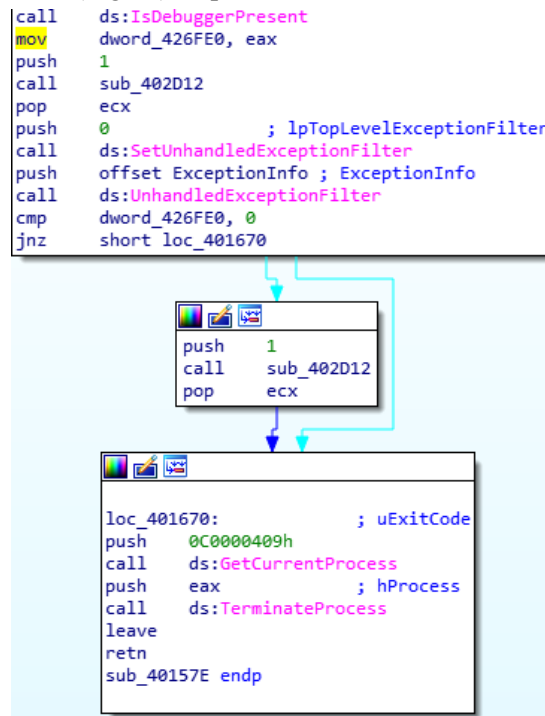 call ds:IsDebuggerPresent
mov dword_426FE0, eax
push 1
call sub_402D12
pop ecx
push 0 ; lpTopLevelExceptionFilter
call ds:SetUnhandledExceptionFilter
push offset ExceptionInfo ; ExceptionInfo
call ds:UnhandledExceptionFilter
cmp dword_426FE0, 0
jnz short loc_401670
push 1
call sub_402D12
pop ecx
loc_401670: ; uExitCode
push 0C0000409h
call ds:GetCurrentProcess
push eax ; hProcess
call ds:TerminateProcess
leave
retn
sub_40157E endp